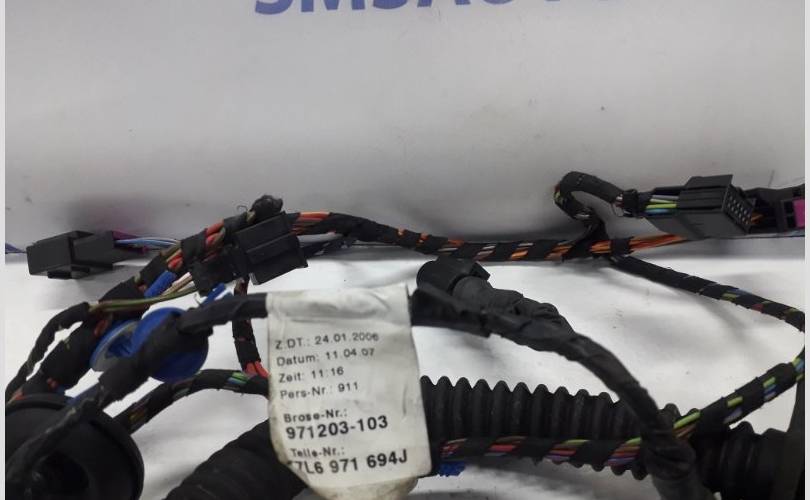 Z.DT.: 24.01.2006
Datum: 11.04.07
Zeit: 11:16
Pers-Nr.: 911
Brose-Nr.:
971203-103
Teile-Nr.:
7L6 971 694J